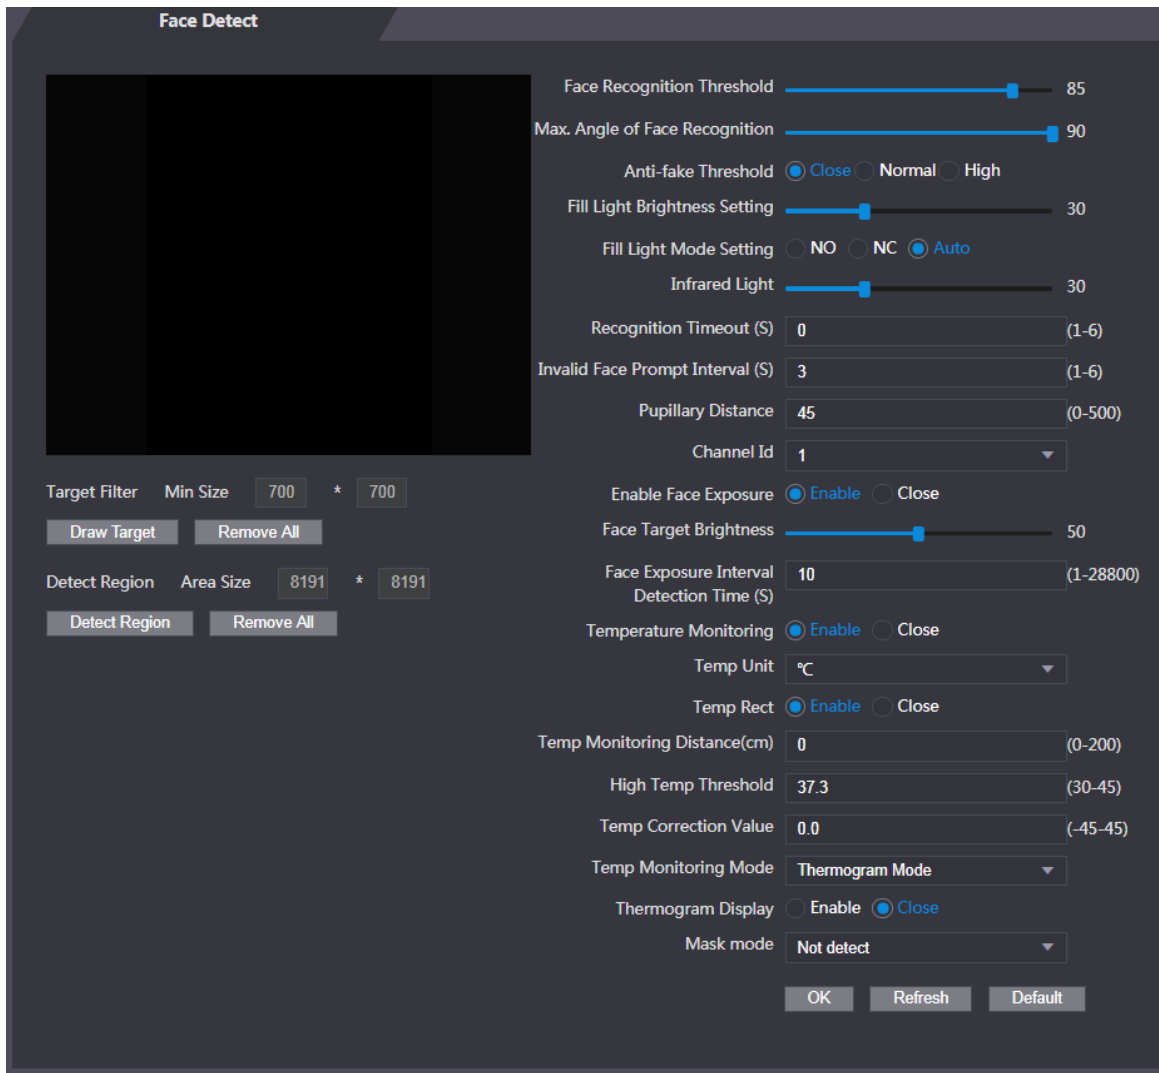 Face Detect
Face Recognition Threshold 85
Max. Angle of Face Recognition 90
Anti-fake Threshold Close Normal High
Fill Light Brightness Setting 30
Fill Light Mode Setting NO NC Auto
Infrared Light 30
Recognition Timeout (S) 0 (1-6)
Invalid Face Prompt Interval (S) 3 (1-6)
Pupillary Distance 45 (0-500)
Channel Id 1
Target Filter Min Size 700 * 700
Enable Face Exposure Enable Close
Draw Target Remove All
Face Target Brightness 50
Detect Region Area Size 8191 * 8191
Face Exposure Interval 10 (1-28800)
Detection Time (S)
Detect Region Remove All
Temperature Monitoring Enable Close
Temp Unit ℃
Temp Rect Enable Close
Temp Monitoring Distance(cm) 0 (0-200)
High Temp Threshold 37.3 (30-45)
Temp Correction Value 0.0 (-45-45)
Temp Monitoring Mode Thermogram Mode
Thermogram Display Enable Close
Mask mode Not detect
OK Refresh Default